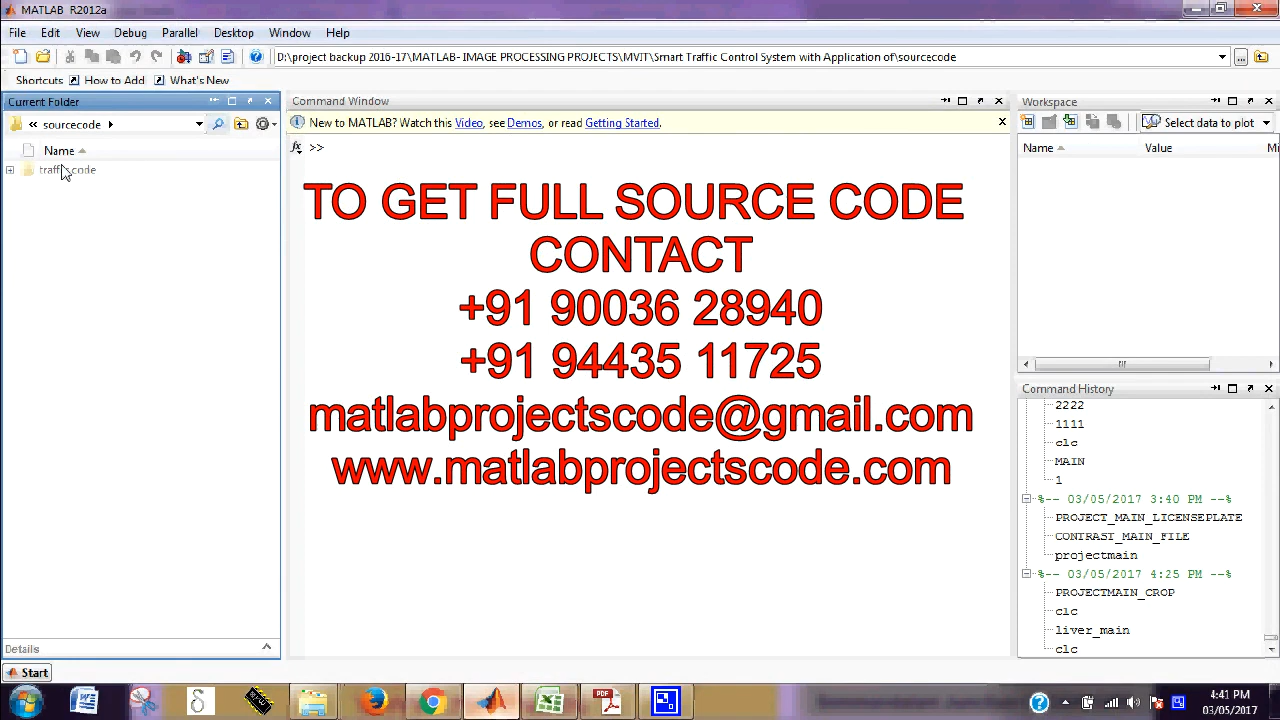 MATLAB R2012a
File Edit View Debug Parallel Desktop Window Help
D:\project backup 2016-17\MATLAB- IMAGE PROCESSING PROJECTS\MVIT\Smart Traffic Control System with Application of\sourcecode
Shortcuts How to Add What's New
Current Folder
« sourcecode
Name
Details
Command Window
New to MATLAB? Watch this Video, see Demos, or read Getting Started.
fx >>
TO GET FULL SOURCE CODE
CONTACT
+91 90036 28940
+91 94435 11725
matlabprojectscode@gmail.com
www.matlabprojectscode.com
Workspace
Select data to plot
Name Value Mi
Command History
2222
1111
clc
MAIN
1
%-- 03/05/2017 3:40 PM --%
PROJECT_MAIN_LICENSEPLATE
CONTRAST_MAIN_FILE
projectmain
%-- 03/05/2017 4:25 PM --%
PROJECTMAIN_CROP
clc
liver_main
clc
Start
PDF
4:41 PM
03/05/2017